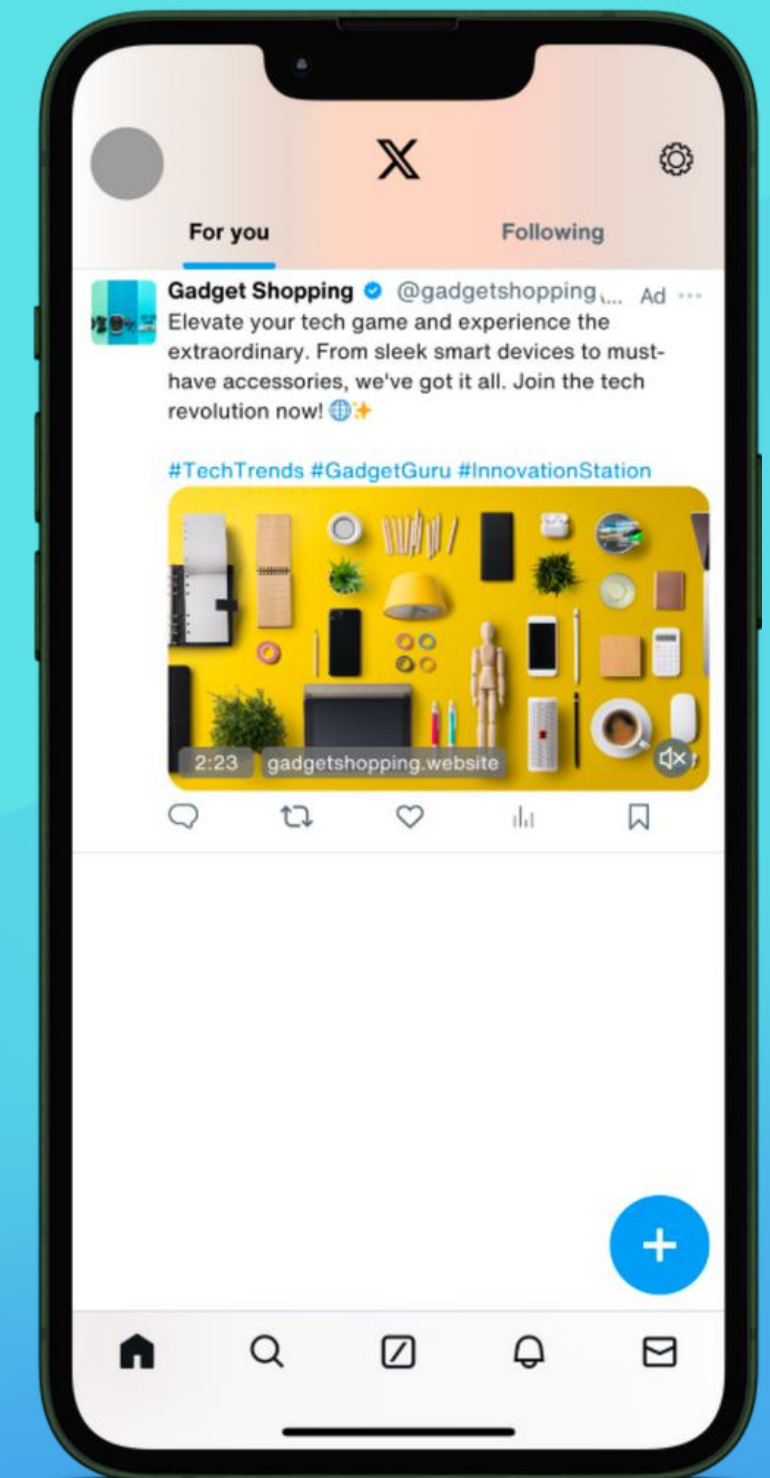 For you
Following
Gadget Shopping @gadgetshopping\... Ad
Elevate your tech game and experience the
extraordinary. From sleek smart devices to must-
have accessories, we've got it all. Join the tech
revolution now! 🌐✨
#TechTrends #GadgetGuru #InnovationStation
2:23 gadgetshopping.website